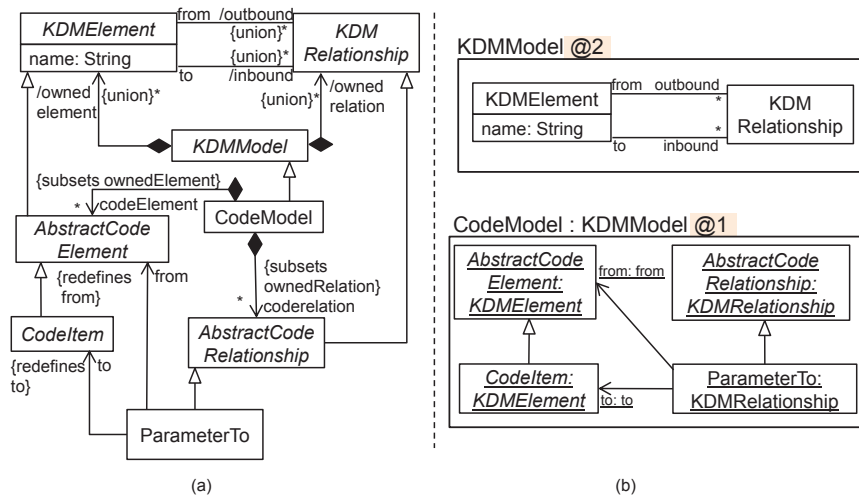 KDMElement
name: String
from /outbound
{union}*
{union}*
to /inbound
KDM
Relationship
/owned
element
{union}*
{union}*
/owned
relation
KDMModel
{subsets ownedElement}
* codeElement
CodeModel
AbstractCode
Element
{redefines
from}
from
{subsets
ownedRelation}
* coderelation
CodeItem
AbstractCode
Relationship
{redefines
to}
to
ParameterTo
(a)
KDMModel @2
KDMElement
name: String
from outbound
*
*
to inbound
KDM
Relationship
CodeModel : KDMModel @1
AbstractCode
Element:
KDMElement
from: from
AbstractCode
Relationship:
KDMRelationship
CodeItem:
KDMElement
to: to
ParameterTo:
KDMRelationship
(b)